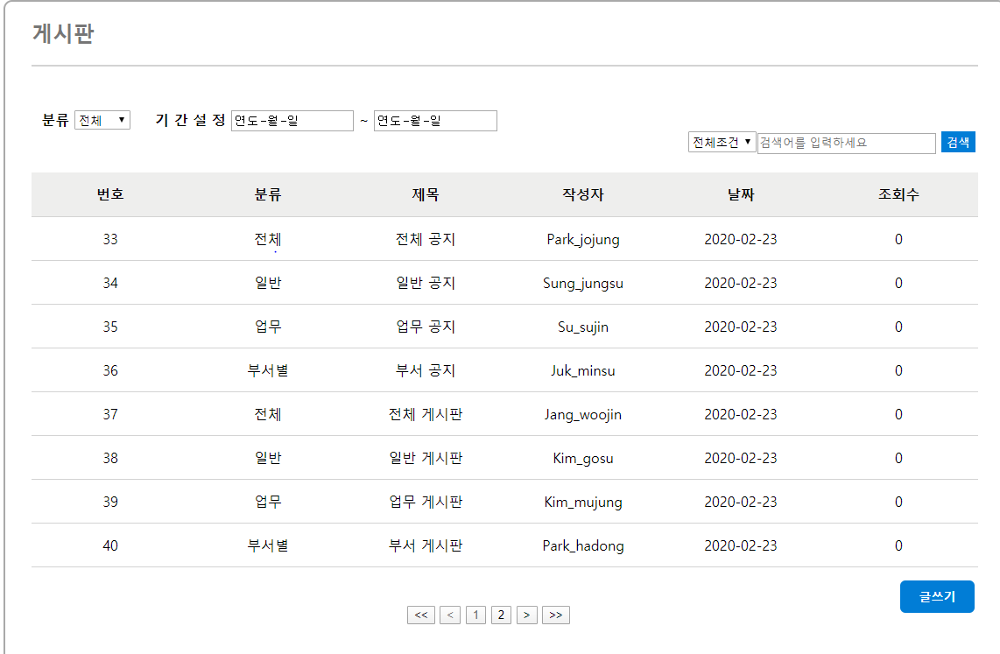 게시판
분류 전체 ▼ 기 간 설 정 연도-월-일 ~ 연도-월-일
전체조건 ▼ 검색어를 입력하세요 검색
번호 분류 제목 작성자 날짜 조회수
33 전체 전체 공지 Park_jojung 2020-02-23 0
34 일반 일반 공지 Sung_jungsu 2020-02-23 0
35 업무 업무 공지 Su_sujin 2020-02-23 0
36 부서별 부서 공지 Juk_minsu 2020-02-23 0
37 전체 전체 게시판 Jang_woojin 2020-02-23 0
38 일반 일반 게시판 Kim_gosu 2020-02-23 0
39 업무 업무 게시판 Kim_mujung 2020-02-23 0
40 부서별 부서 게시판 Park_hadong 2020-02-23 0
글쓰기
<< < 1 2 > >>